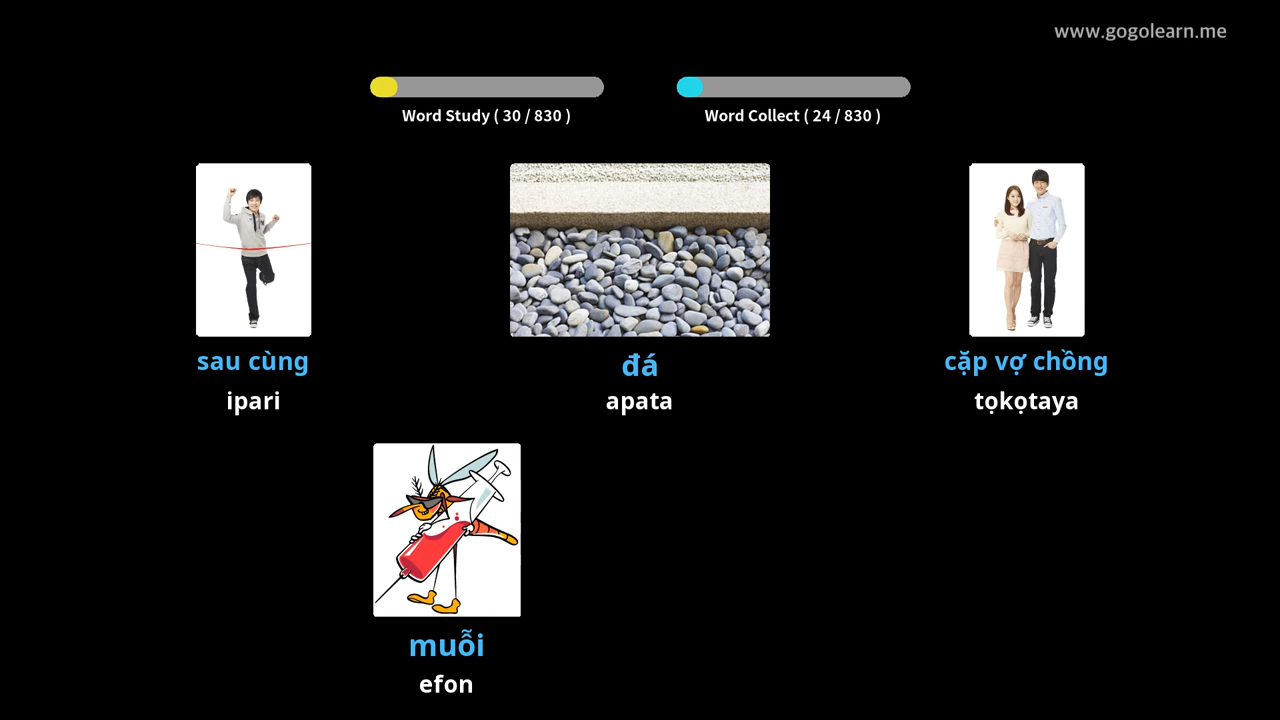 www.gogolearn.me
Word Study ( 30 / 830 )
Word Collect ( 24 / 830 )
sau cùng
ipari
đá
apata
cặp vợ chồng
tọkọtaya
muỗi
efon